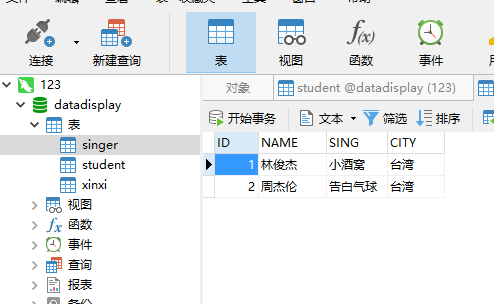 连接
新建查询
表
视图
函数
事件
对象
student @datadisplay (123)
123
datadisplay
表
singer
student
xinxi
视图
函数
事件
查询
报表
开始事务
文本
筛选
排序
ID NAME SING CITY
1 林俊杰 小酒窝 台湾
2 周杰伦 告白气球 台湾